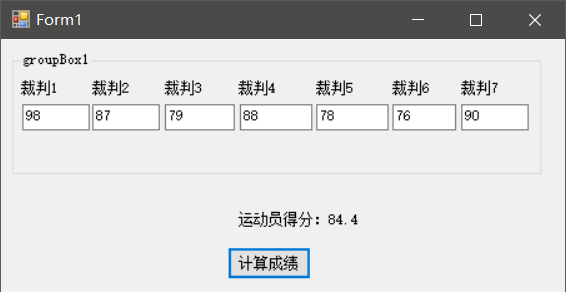 Form1
groupBox1
裁判1 裁判2 裁判3 裁判4 裁判5 裁判6 裁判7
98 87 79 88 78 76 90
运动员得分：84.4
计算成绩